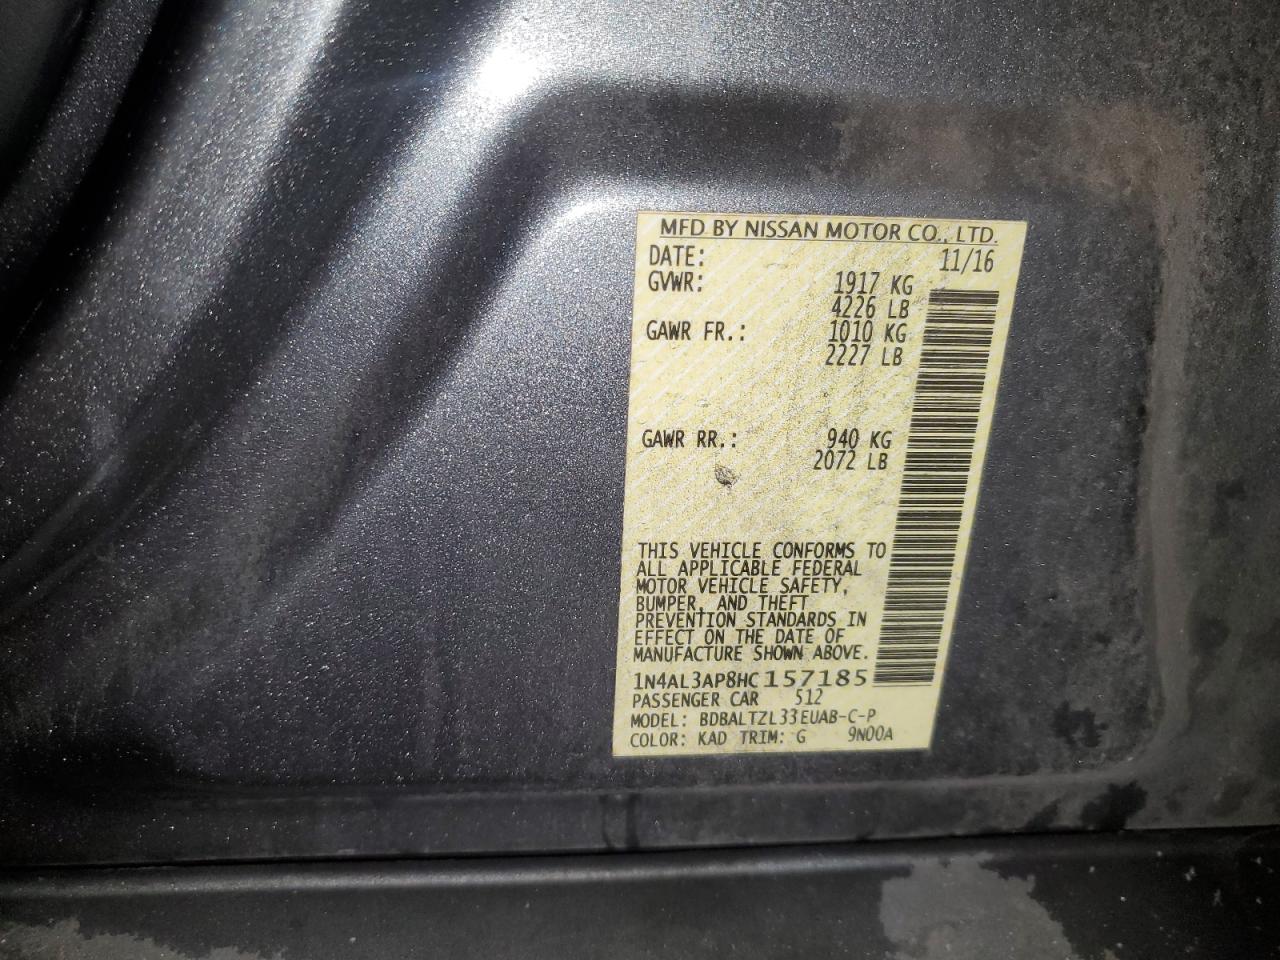 MFD BY NISSAN MOTOR CO., LTD.
DATE: 11/16
GVWR: 1917 KG
4226 LB
GAWR FR.: 1010 KG
2227 LB
GAWR RR.: 940 KG
2072 LB
THIS VEHICLE CONFORMS TO
ALL APPLICABLE FEDERAL
MOTOR VEHICLE SAFETY,
BUMPER, AND THEFT
PREVENTION STANDARDS IN
EFFECT ON THE DATE OF
MANUFACTURE SHOWN ABOVE.
1N4AL3AP8HC157185
PASSENGER CAR 512
MODEL: BDBALTZL33EUAB-C-P
COLOR: KAD TRIM: G 9N00A